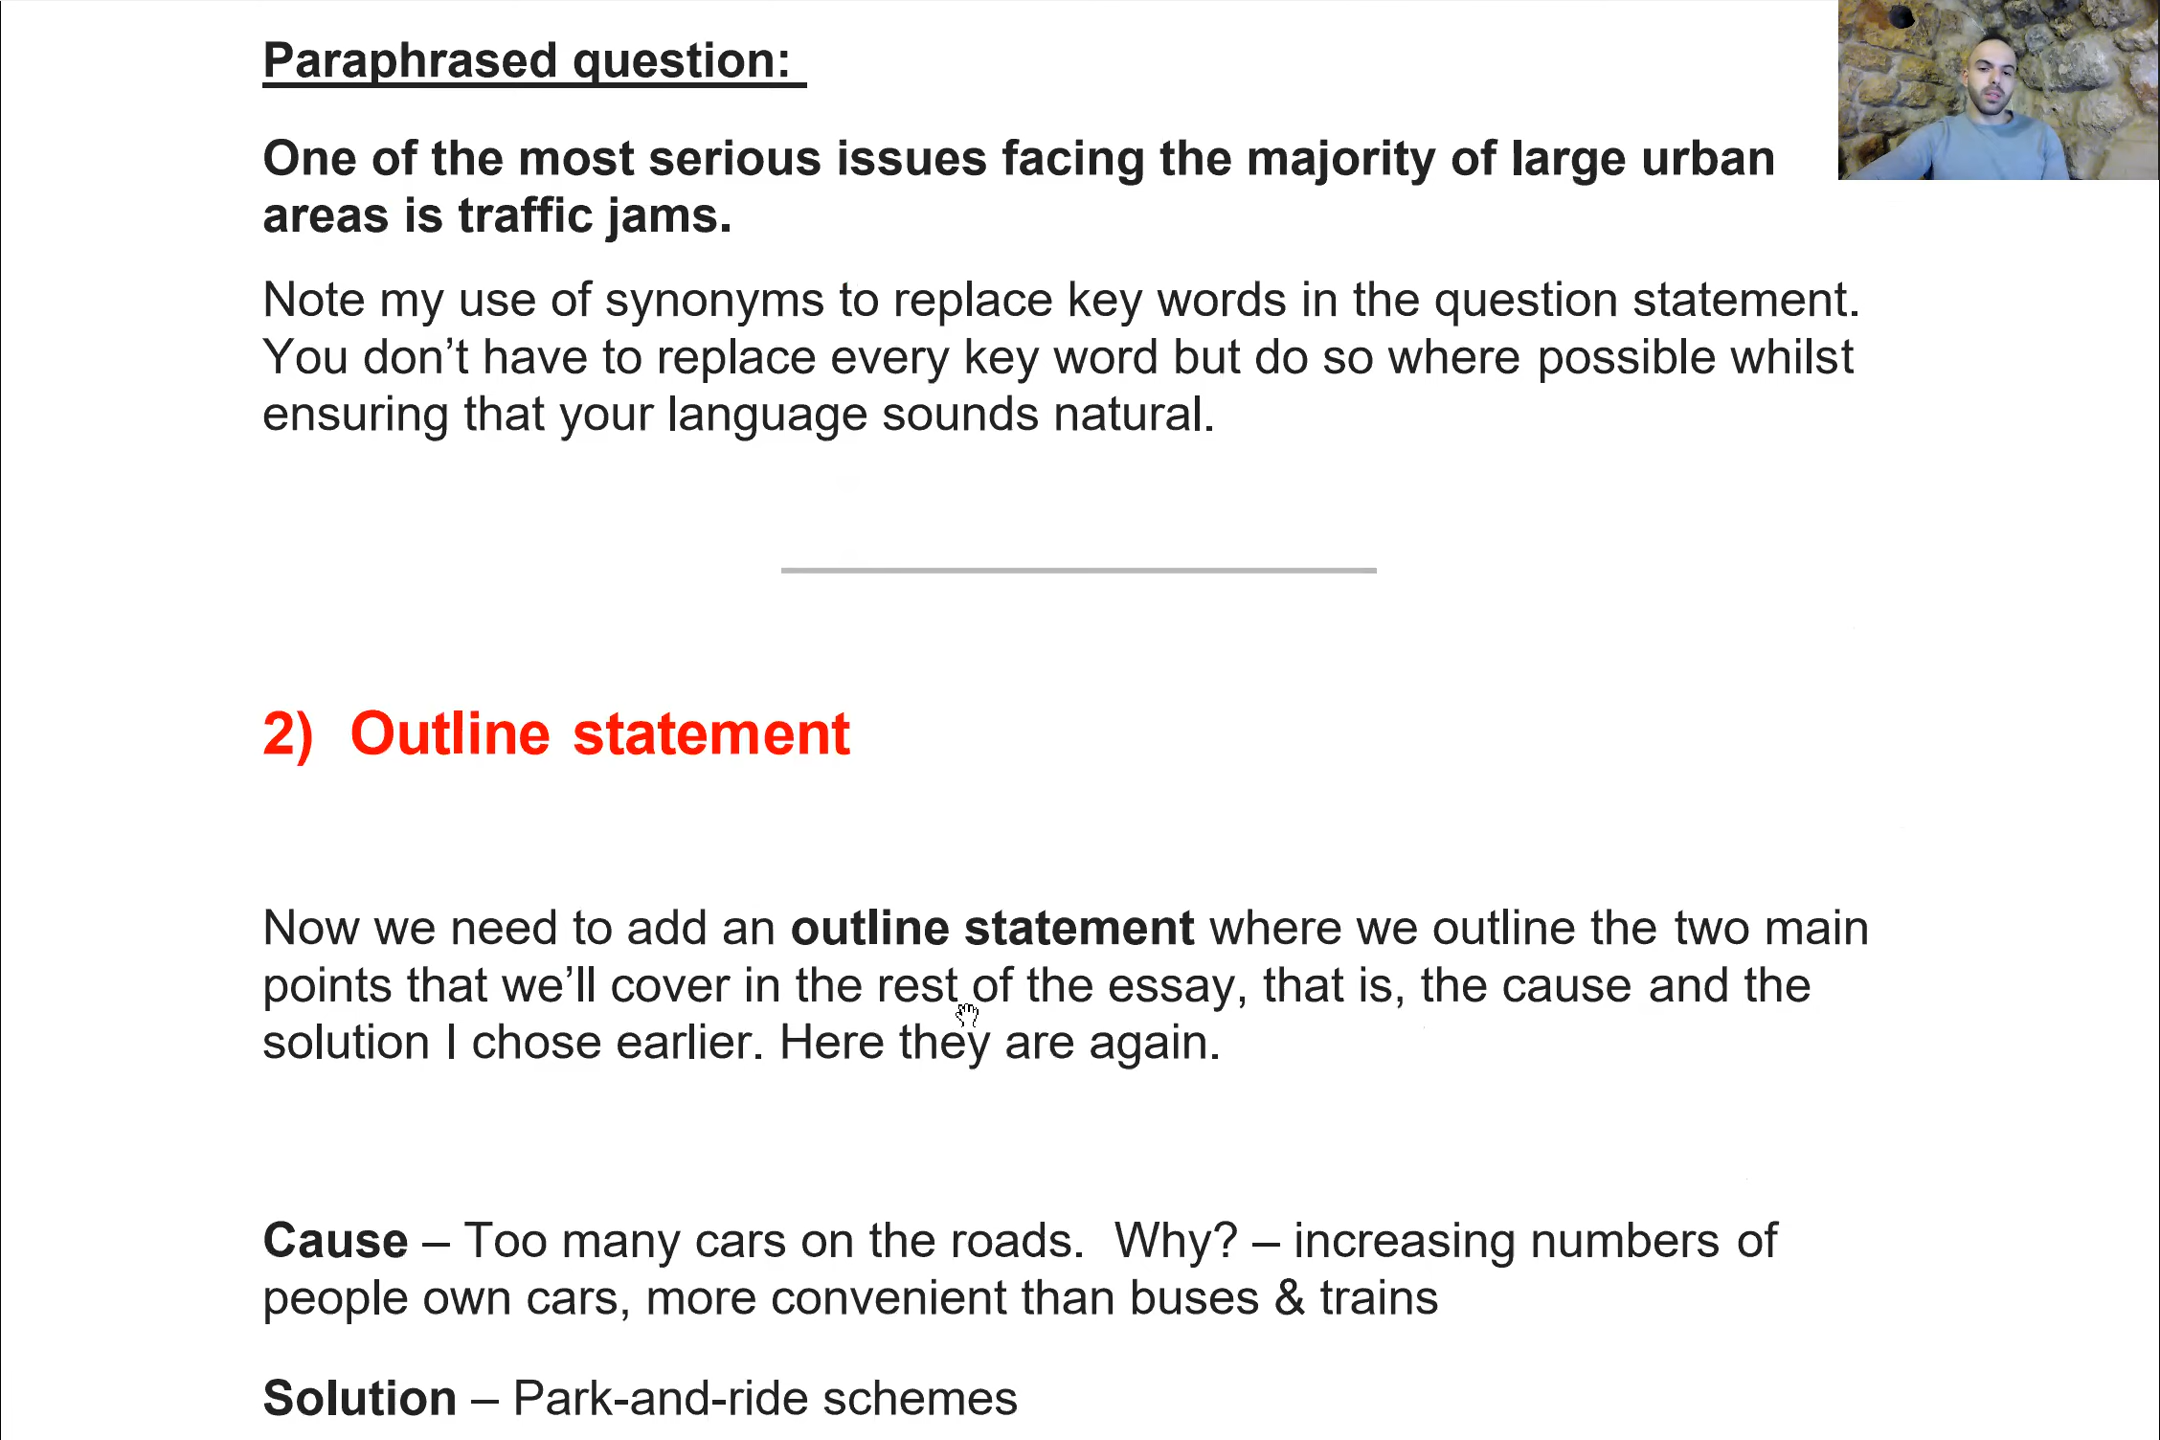 Paraphrased question:
One of the most serious issues facing the majority of large urban
areas is traffic jams.
Note my use of synonyms to replace key words in the question statement.
You don’t have to replace every key word but do so where possible whilst
ensuring that your language sounds natural.
2) Outline statement
Now we need to add an outline statement where we outline the two main
points that we’ll cover in the rest of the essay, that is, the cause and the
solution I chose earlier. Here they are again.
Cause – Too many cars on the roads. Why? – increasing numbers of
people own cars, more convenient than buses & trains
Solution – Park-and-ride schemes